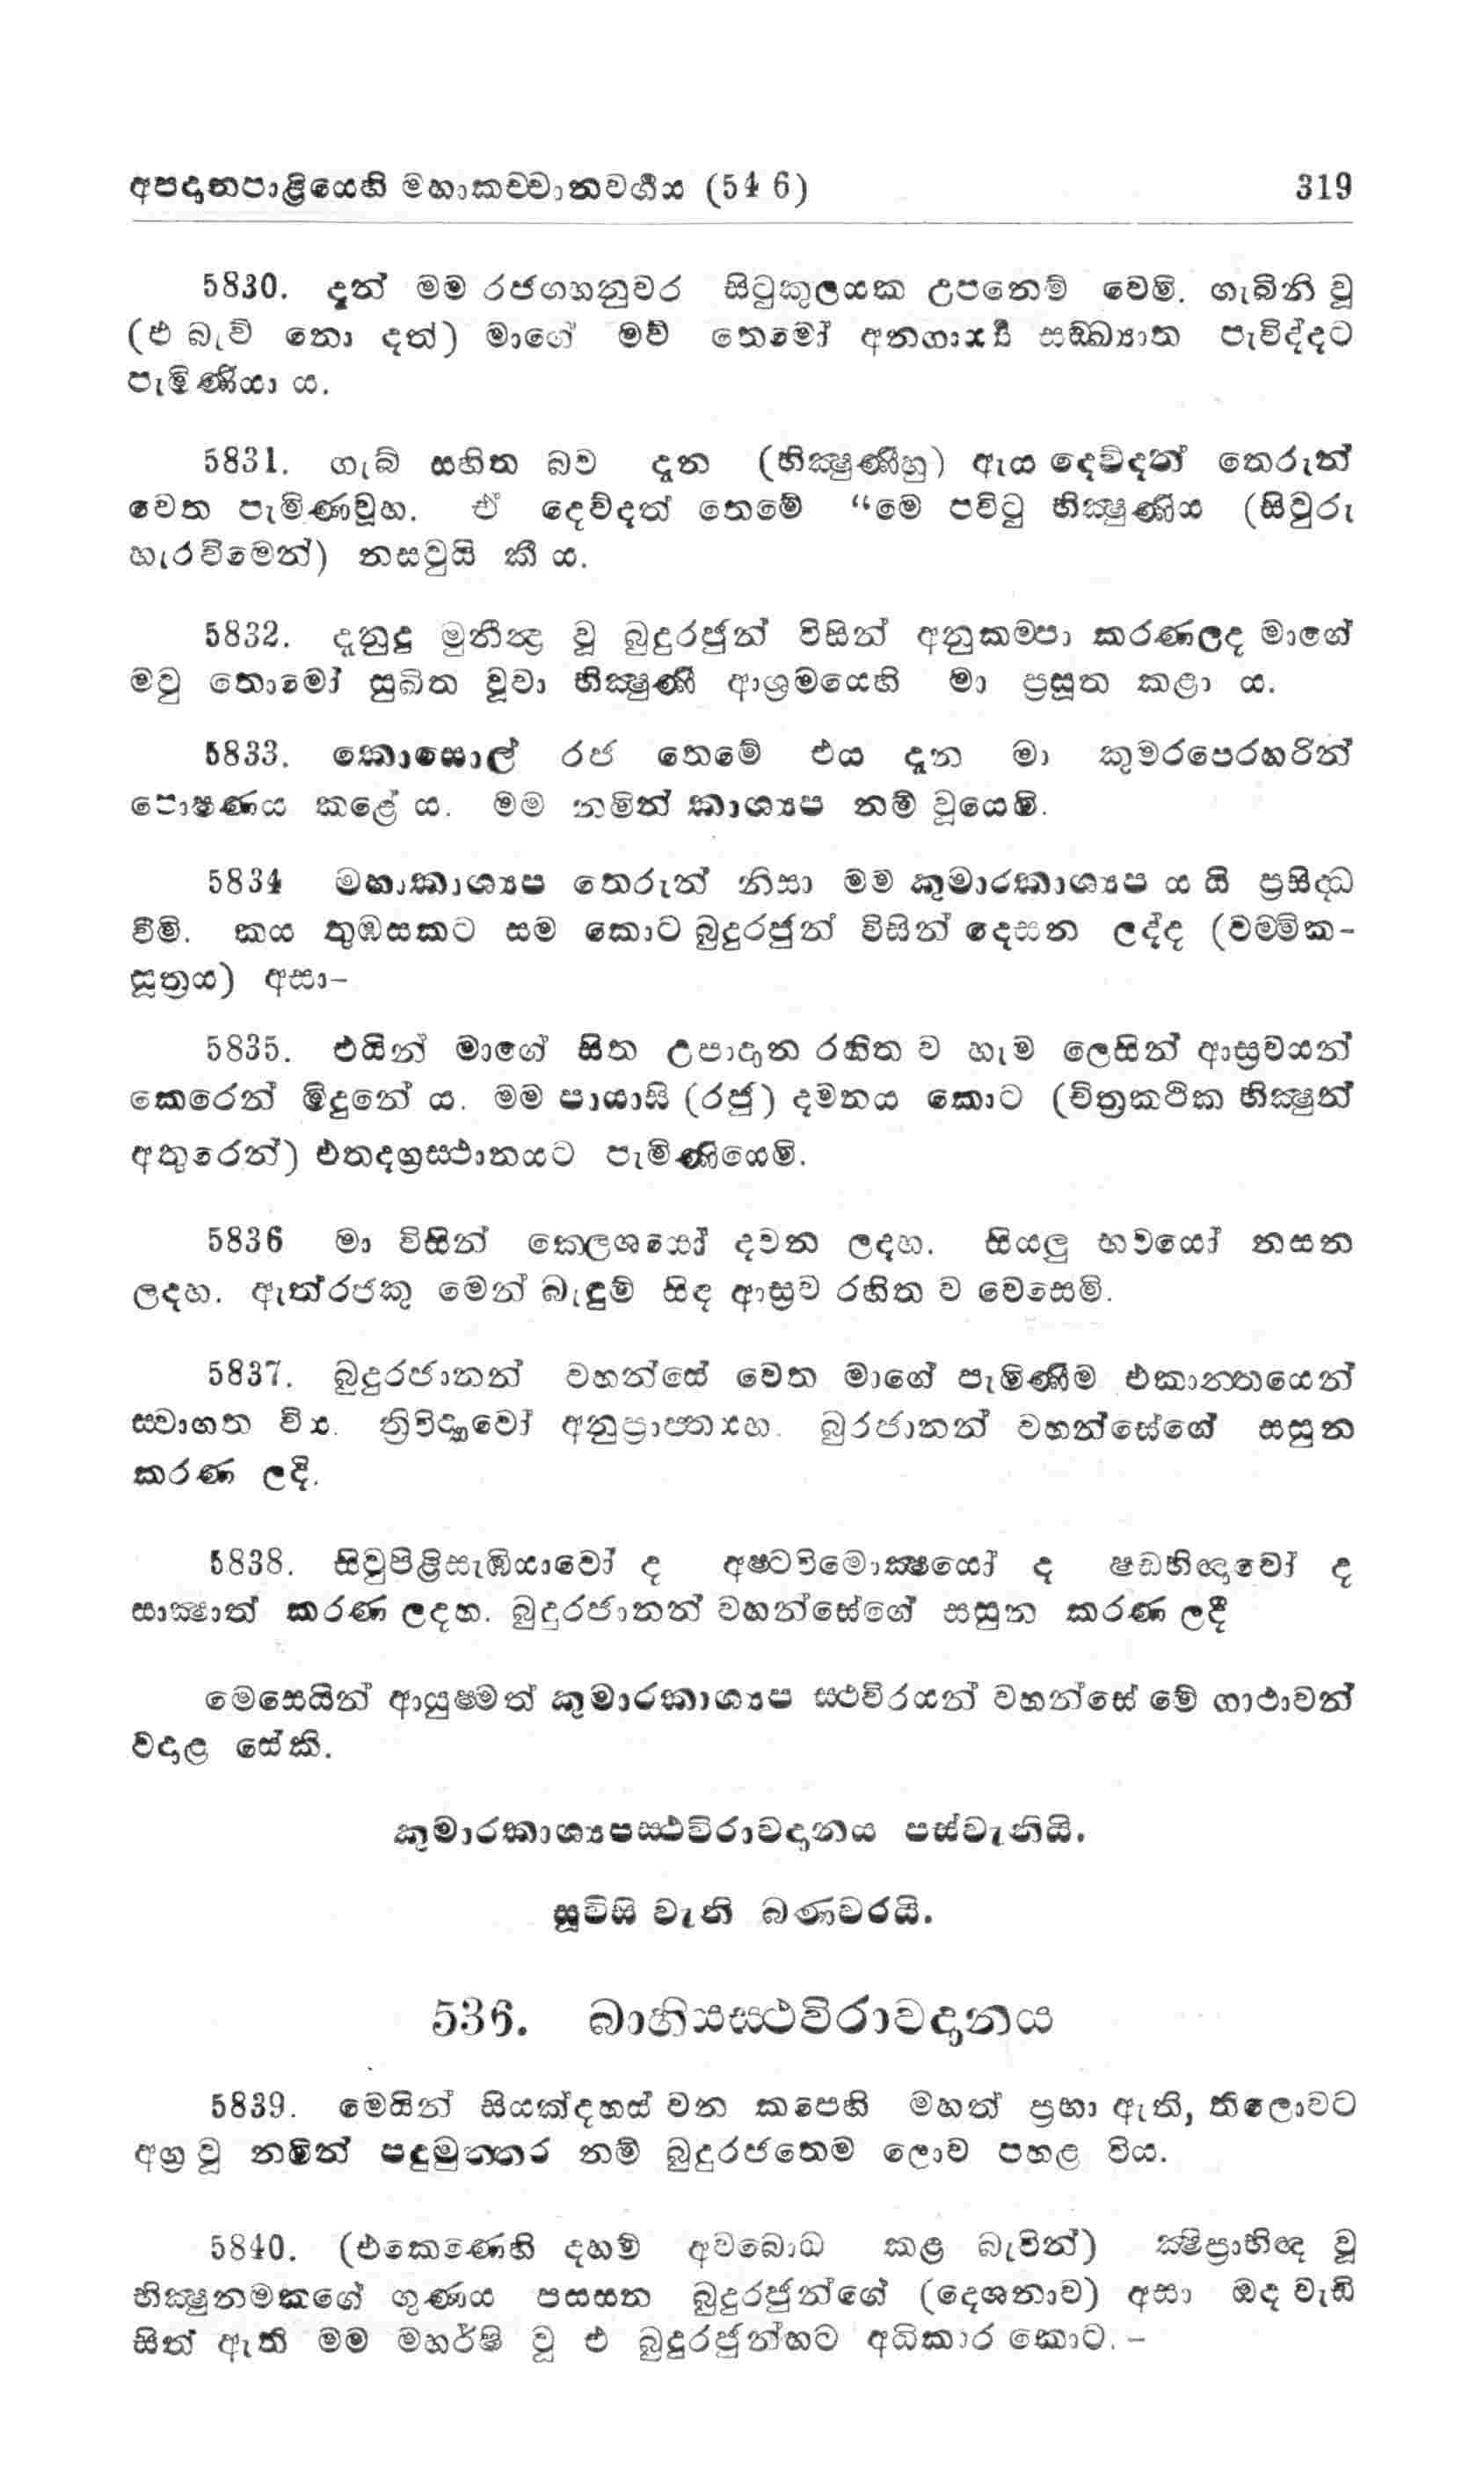 අපදානපාළියෙහි මහාකච්චානවර්‍ගය (54 6) 319
5830. දැන් මම රජගහනුවර සිටුකුලයක උපනෙම් වෙමි. ගැබිනි වූ
(එ බැව් නො දත්) මාගේ මව් තෙමෝ අනගාර්‍ය්‍ය සඞ්ඛ්‍යාත පැවිද්දට
පැමිණියා ය.
5831. ගැබ් සහිත බව දැන (භික්‍ෂුණීහු) ඇය දෙව්දත් තෙරුන්
වෙත පැමිණවූහ. ඒ දෙව්දත් තෙමේ “මෙ පවිටු භික්‍ෂුණිය (සිවුරු
හැරවීමෙන්) නසවුයි කී ය.
5832. දැනුදු මුනීන්‍ද්‍ර වූ බුදුරජුන් විසින් අනුකම්පා කරණලද මාගේ
මවු තොමෝ සුඛිත වූවා භික්‍ෂුණී ආශ්‍රමයෙහි මා ප්‍රසූත කළා ය.
5833. කොසොල් රජ තෙමේ එය දැන මා කුමරපෙරහරින්
පොෂණය කළේ ය. මම නමින් කාශ්‍යප නම් වූයෙමි.
5834 මහාකාශ්‍යප තෙරුන් නිසා මම කුමාරකාශ්‍යප ය යි ප්‍රසිද්ධ
වීමි. කය තුඹසකට සම කොට බුදුරජුන් විසින් දෙසන ලද්ද (වම්මික-
සූත්‍රය) අසා-
5835. එයින් මාගේ සිත උපාදාන රහිත ව හැම ලෙසින් ආස්‍රවයන්
කෙරෙන් මිදුනේ ය. මම පායාසි (රජු) දමනය කොට (චිත්‍රකථික භික්‍ෂුන්
අතුරෙන්) එතදග්‍රස්ථානයට පැමිණියෙමි.
5836 මා විසින් කෙලශයෝ දවන ලදහ. සියලු භවයෝ නසන
ලදහ. ඇත්රජකු මෙන් බැඳුම් සිඳ ආස්‍රව රහිත ව වෙසෙමි.
5837. බුදුරජානන් වහන්සේ වෙත මාගේ පැමිණීම එකාන්තයෙන්
ස්වාගත විය. ත්‍රිවිද්‍යාවෝ අනුප්‍රාප්තයහ. බුරජානන් වහන්සේගේ සසුන
කරණ ලදි.
5838. සිවුපිළිසැඹියාවෝ ද අෂ්ටවිමොක්‍ෂයෝ ද ෂඩභිඥාවෝ ද
සාක්‍ෂාත් කරණ ලදහ. බුදුරජානන් වහන්සේගේ සසුන කරණ ලදී
මෙසෙයින් ආයුෂ්මත් කුමාරකාශ්‍යප ස්ථවිරයන් වහන්සේ මේ ගාථාවන්
වදාළ සේකි.
කුමාරකාශ්‍යපස්ථවිරාවදානය පස්වැනියි.
සූවිසි වැනි බණවරයි.
536. බාහියස්ථවිරාවදානය
5839. මෙයින් සියක්දහස් වන කපෙහි මහත් ප්‍රභා ඇති, තිලොවට
අග්‍ර වූ නමින් පදුමුත්තර නම් බුදුරජතෙම ලොව පහළ විය.
5840. (එකෙණෙහි දහම් අවබොධ කළ බැවින්) ක්‍ෂිප්‍රාභිඥ වූ
භික්‍ෂුනමකගේ ගුණය පසසන බුදුරජුන්ගේ (දෙශනාව) අසා ඔද වැඩි
සිත් ඇති මම මහර්ෂි වූ එ බුදුරජුන්හට අධිකාර කොට. -